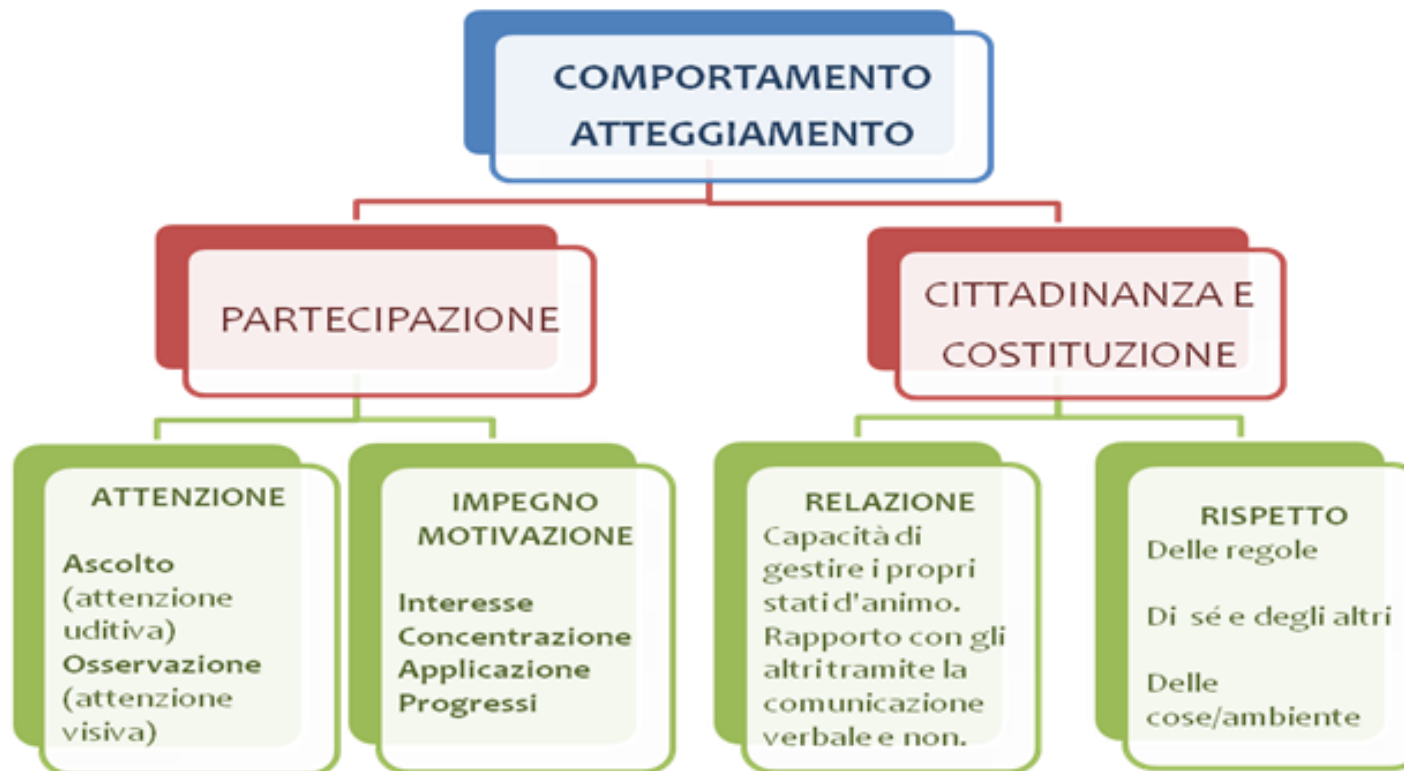 COMPORTAMENTO
ATTEGGIAMENTO
PARTECIPAZIONE
CITTADINANZA E
COSTITUZIONE
ATTENZIONE
Ascolto
(attenzione
uditiva)
Osservazione
(attenzione
visiva)
IMPEGNO
MOTIVAZIONE
Interesse
Concentrazione
Applicazione
Progressi
RELAZIONE
Capacità di
gestire i propri
stati d'animo.
Rapporto con gli
altri tramite la
comunicazione
verbale e non.
RISPETTO
Delle regole
Di sé e degli altri
Delle
cose/ambiente